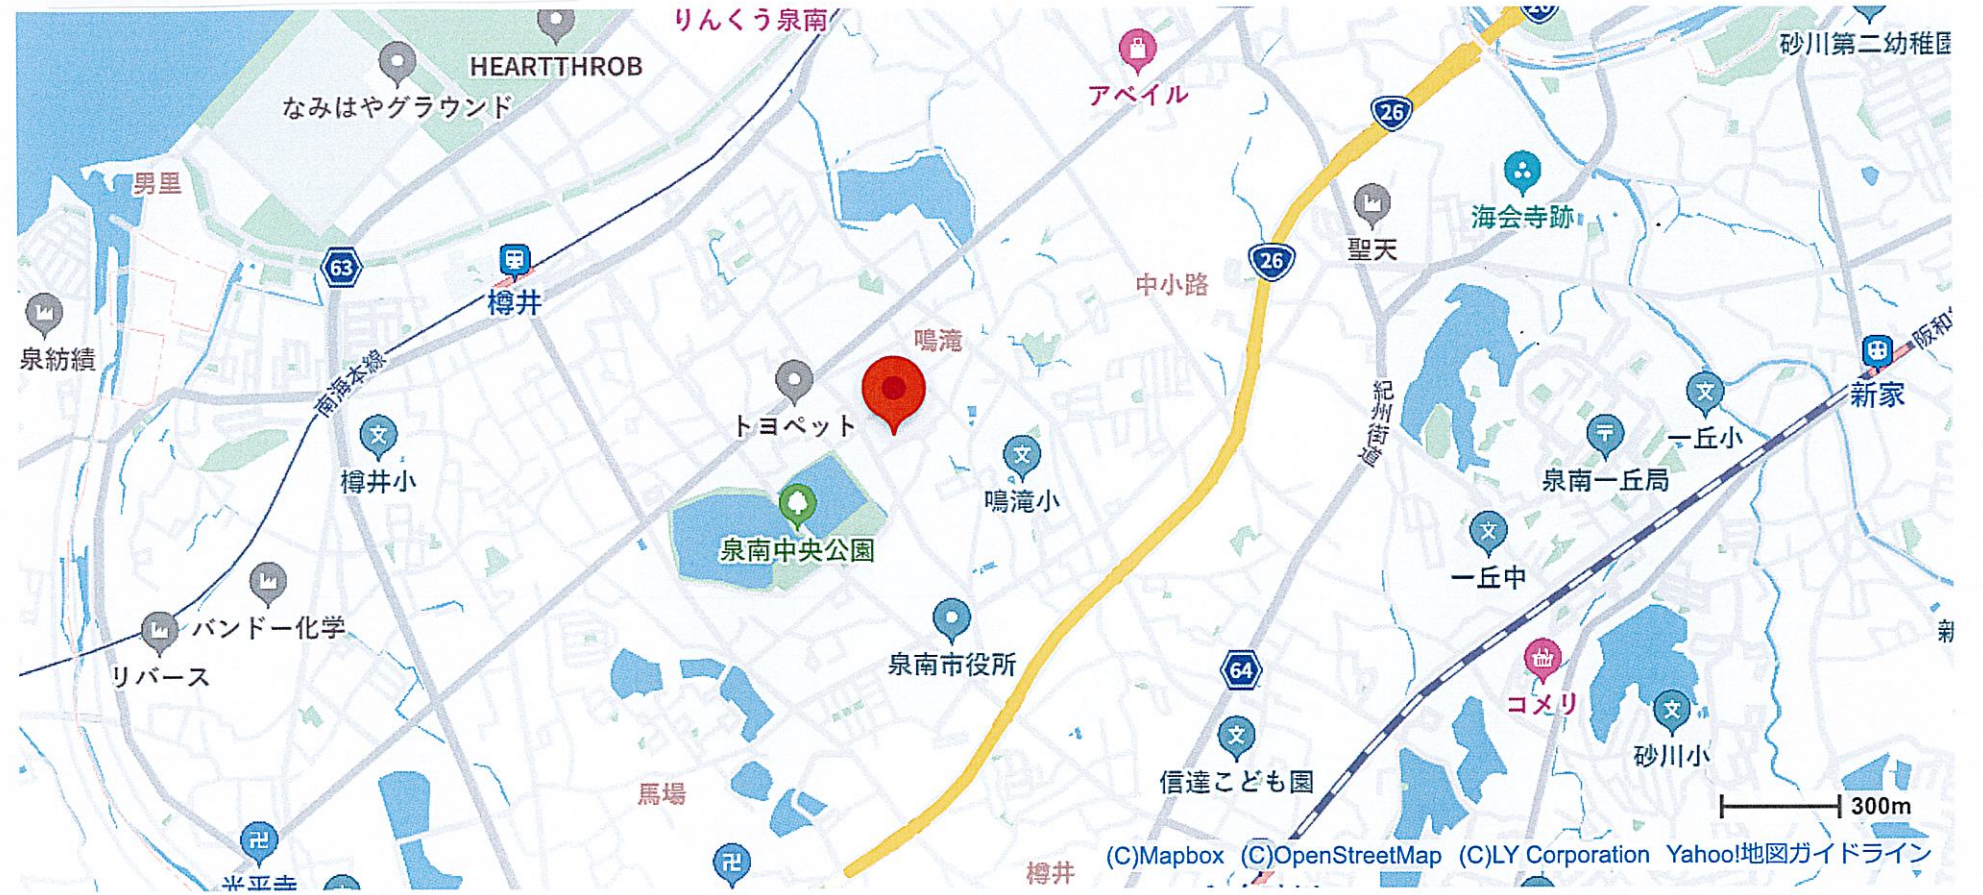 りんくう泉南
HEARTTHROB
なみはやグラウンド
アベイル
26
砂川第二幼稚園
男里
海会寺跡
聖天
63
樽井
26
中小路
泉紡績
鳴滝
南海本線
トヨペット
紀州街道
新家
阪和
樽井小
鳴滝小
一丘小
泉南一丘局
泉南中央公園
一丘中
バンドー化学
リバース
泉南市役所
64
新
コメリ
砂川小
信達こども園
馬場
300m
(C)Mapbox (C)OpenStreetMap (C)LY Corporation Yahoo!地図ガイドライン
樽井
光平寺